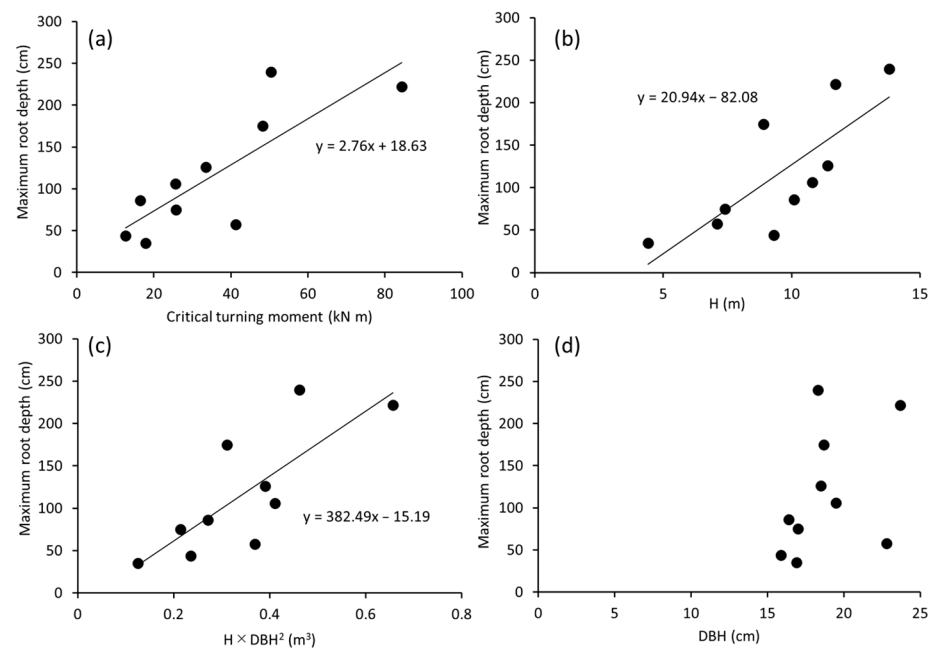 (a)
Maximum root depth (cm)
300
250
200
150
100
50
0
y = 2.76x + 18.63
0 20 40 60 80 100
Critical turning moment (kN m)
(b)
Maximum root depth (cm)
300
250
200
150
100
50
0
y = 20.94x − 82.08
0 5 10 15
H (m)
(c)
Maximum root depth (cm)
300
250
200
150
100
50
0
y = 382.49x − 15.19
0 0.2 0.4 0.6 0.8
H × DBH² (m³)
(d)
Maximum root depth (cm)
300
250
200
150
100
50
0
0 5 10 15 20 25
DBH (cm)